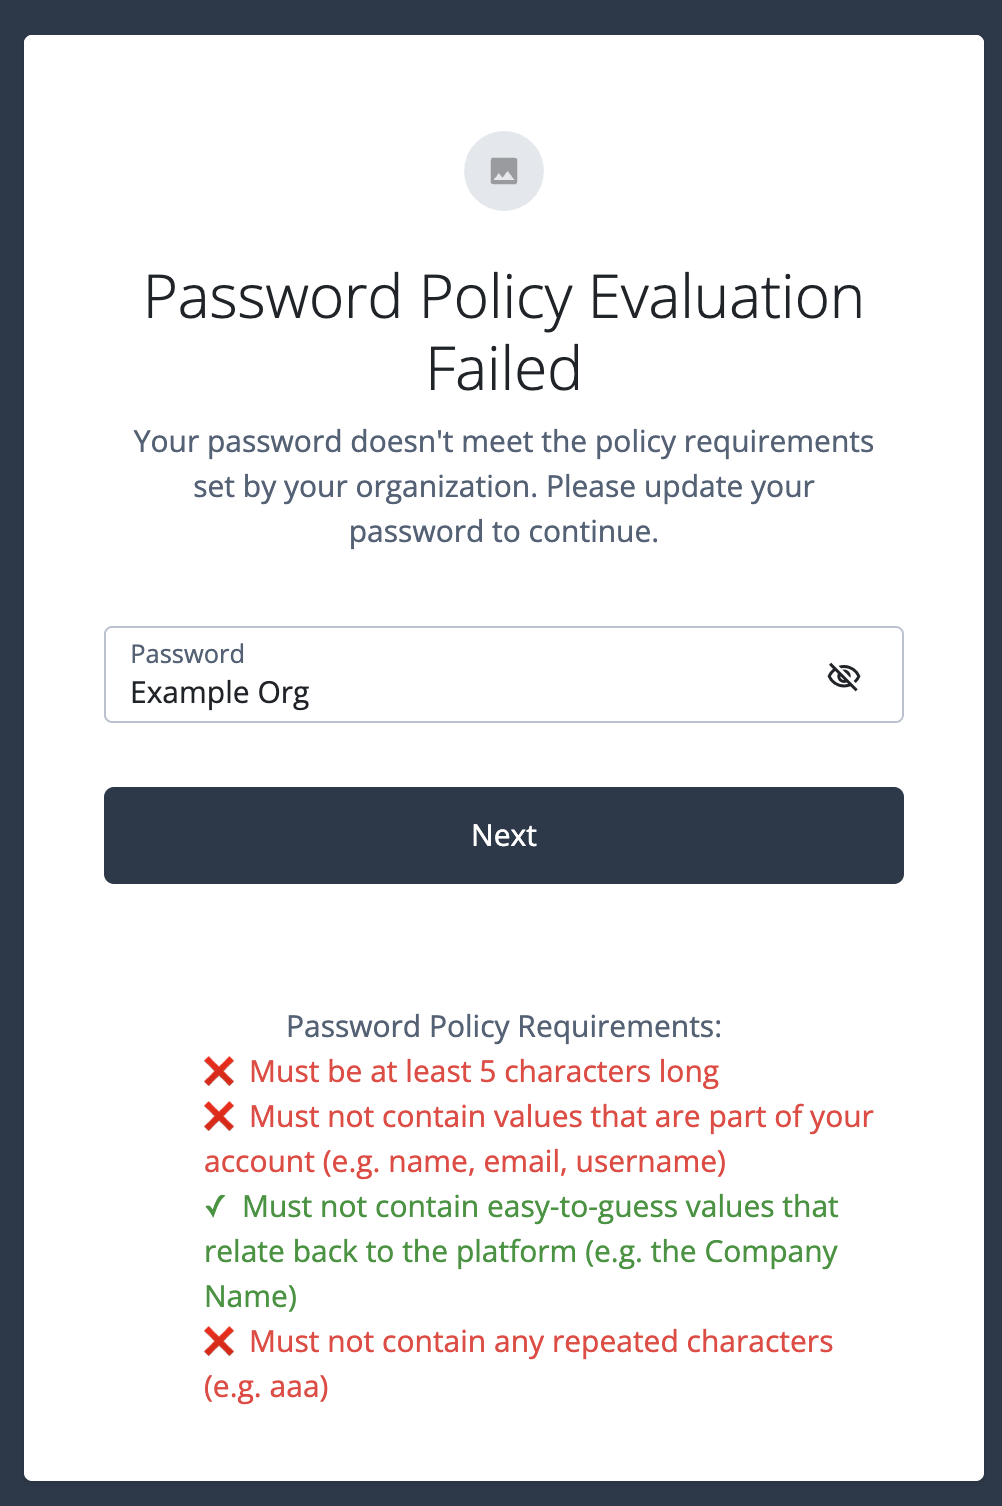 Password Policy Evaluation
Failed
Your password doesn't meet the policy requirements
set by your organization. Please update your
password to continue.
Password
Example Org
Next
Password Policy Requirements:
❌ Must be at least 5 characters long
❌ Must not contain values that are part of your
account (e.g. name, email, username)
✓ Must not contain easy-to-guess values that
relate back to the platform (e.g. the Company
Name)
❌ Must not contain any repeated characters
(e.g. aaa)